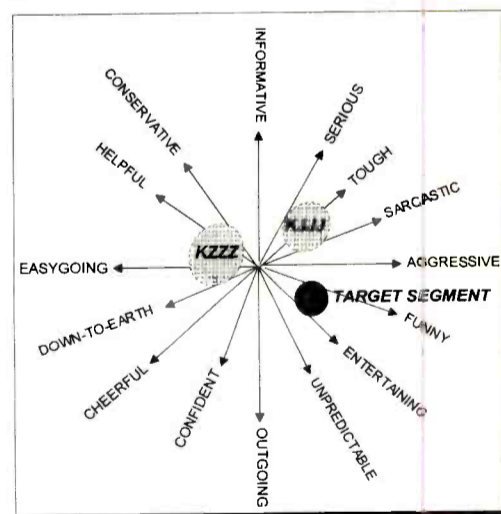 INFORMATIVE
SERIOUS
TOUGH
SARCASTIC
AGGRESSIVE
FUNNY
ENTERTAINING
UNPREDICTABLE
OUTGOING
CONFIDENT
CHEERFUL
DOWN-TO-EARTH
EASYGOING
HELPFUL
CONSERVATIVE
KZZZ
KJJJ
TARGET SEGMENT